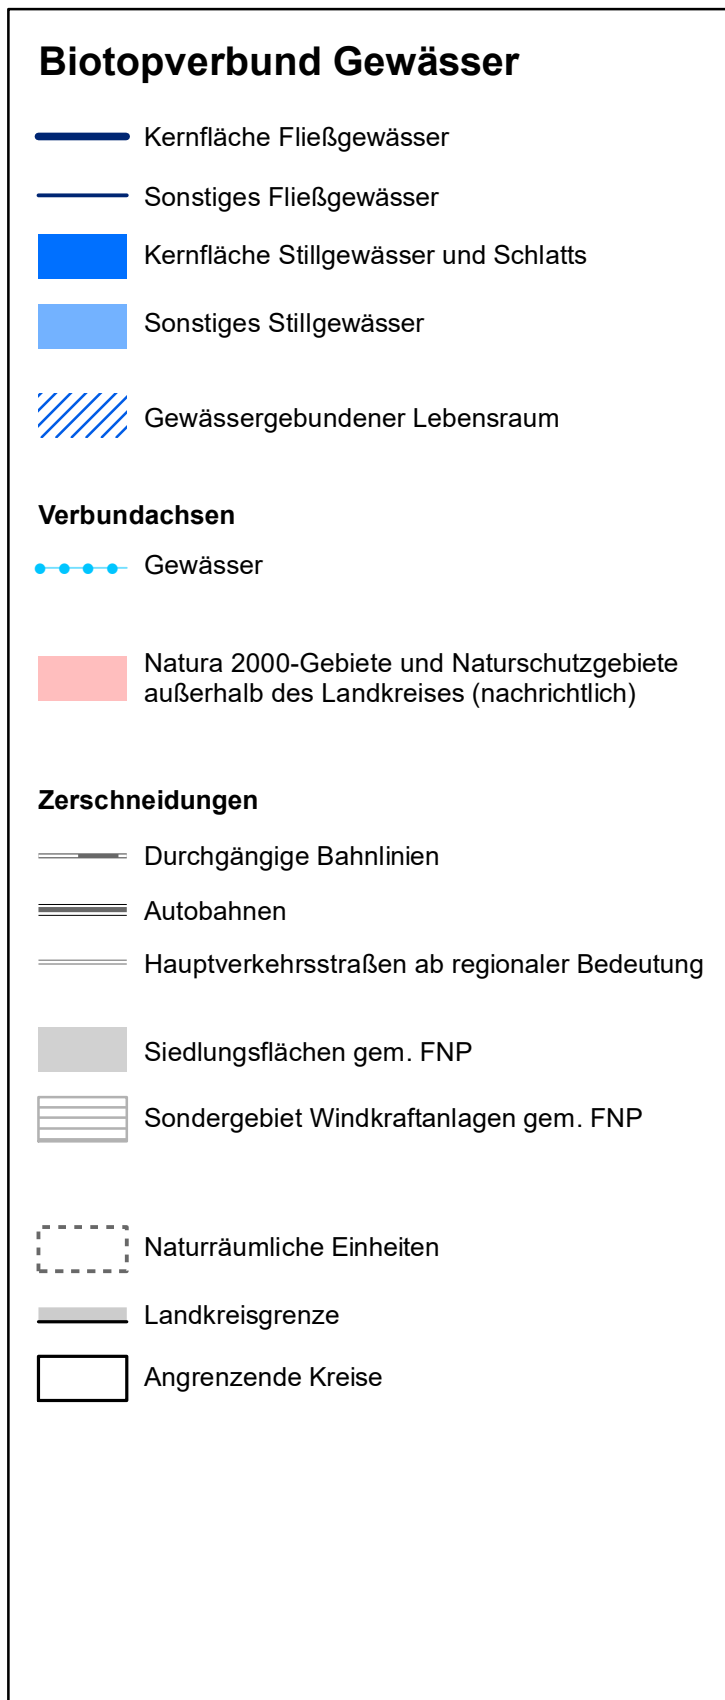 Biotopverbund Gewässer
Kernfläche Fließgewässer
Sonstiges Fließgewässer
Kernfläche Stillgewässer und Schlatts
Sonstiges Stillgewässer
Gewässergebundener Lebensraum
Verbundachsen
Gewässer
Natura 2000-Gebiete und Naturschutzgebiete
außerhalb des Landkreises (nachrichtlich)
Zerschneidungen
Durchgängige Bahnlinien
Autobahnen
Hauptverkehrsstraßen ab regionaler Bedeutung
Siedlungsflächen gem. FNP
Sondergebiet Windkraftanlagen gem. FNP
Naturräumliche Einheiten
Landkreisgrenze
Angrenzende Kreise